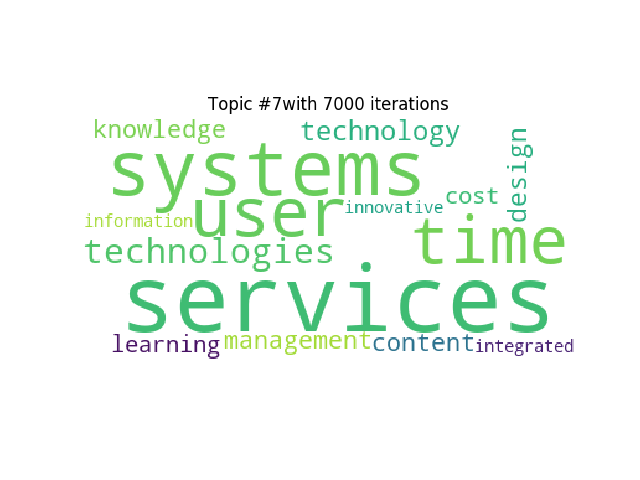 Topic #7with 7000 iterations
knowledge
technology
design
systems
cost
user
innovative
information
time
technologies
services
learning
management
content
integrated